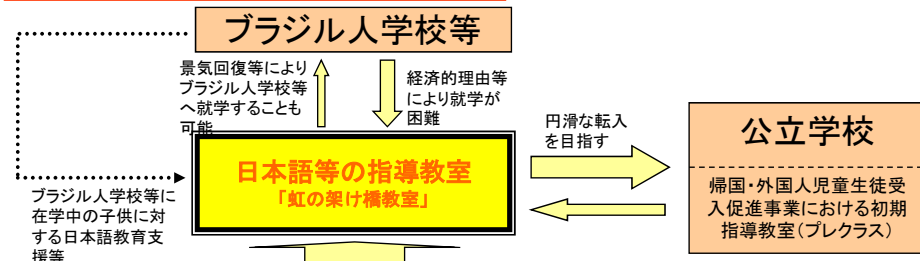 ブラジル人学校等
景気回復等により
ブラジル人学校等
へ就学することも
可能
経済的理由等
により就学が
困難
円滑な転入
を目指す
公立学校
帰国・外国人児童生徒受
入促進事業における初期
指導教室（プレクラス）
日本語等の指導教室
「虹の架け橋教室」
ブラジル人学校等に
在学中の子供に対
する日本語教育支
援等